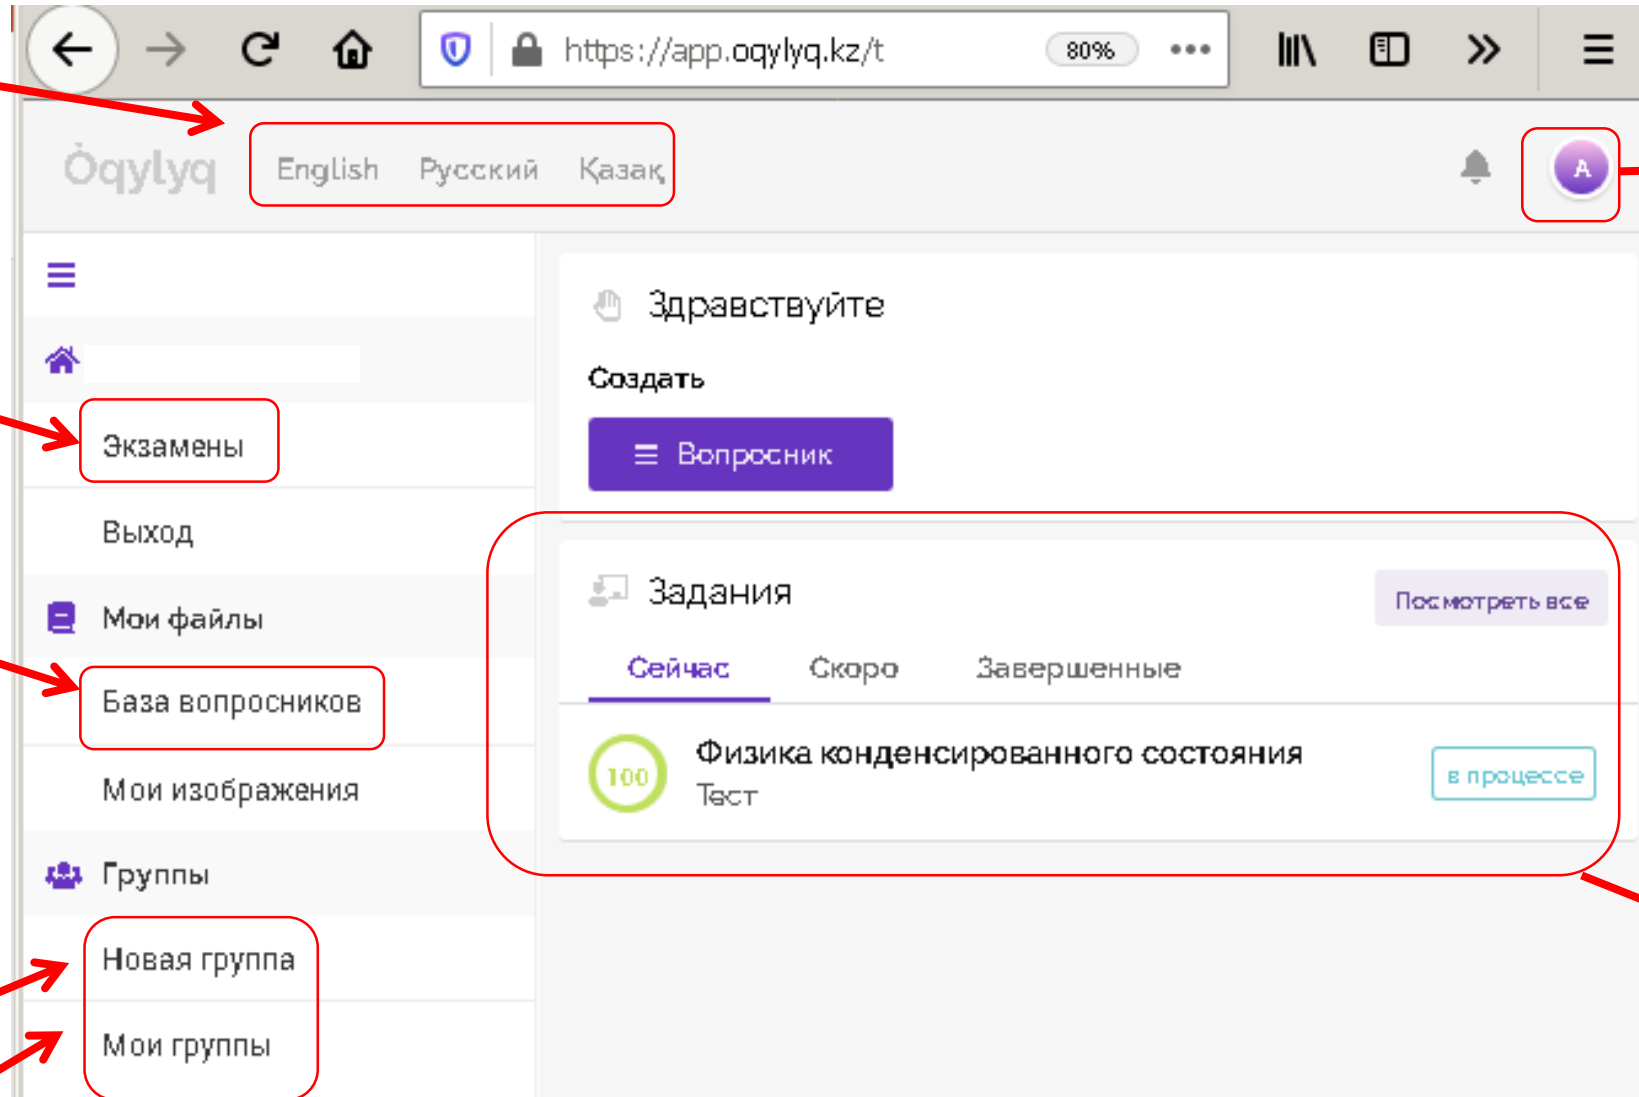 https://app.oqylyq.kz/t 80%
Òqylyq English Русский Қазақ A
Здравствуйте
Создать
Вопросник
Экзамены
Выход
Мои файлы
База вопросников
Мои изображения
Группы
Новая группа
Мои группы
Задания Посмотреть все
Сейчас Скоро Завершенные
100 Физика конденсированного состояния
Тест
в процессе